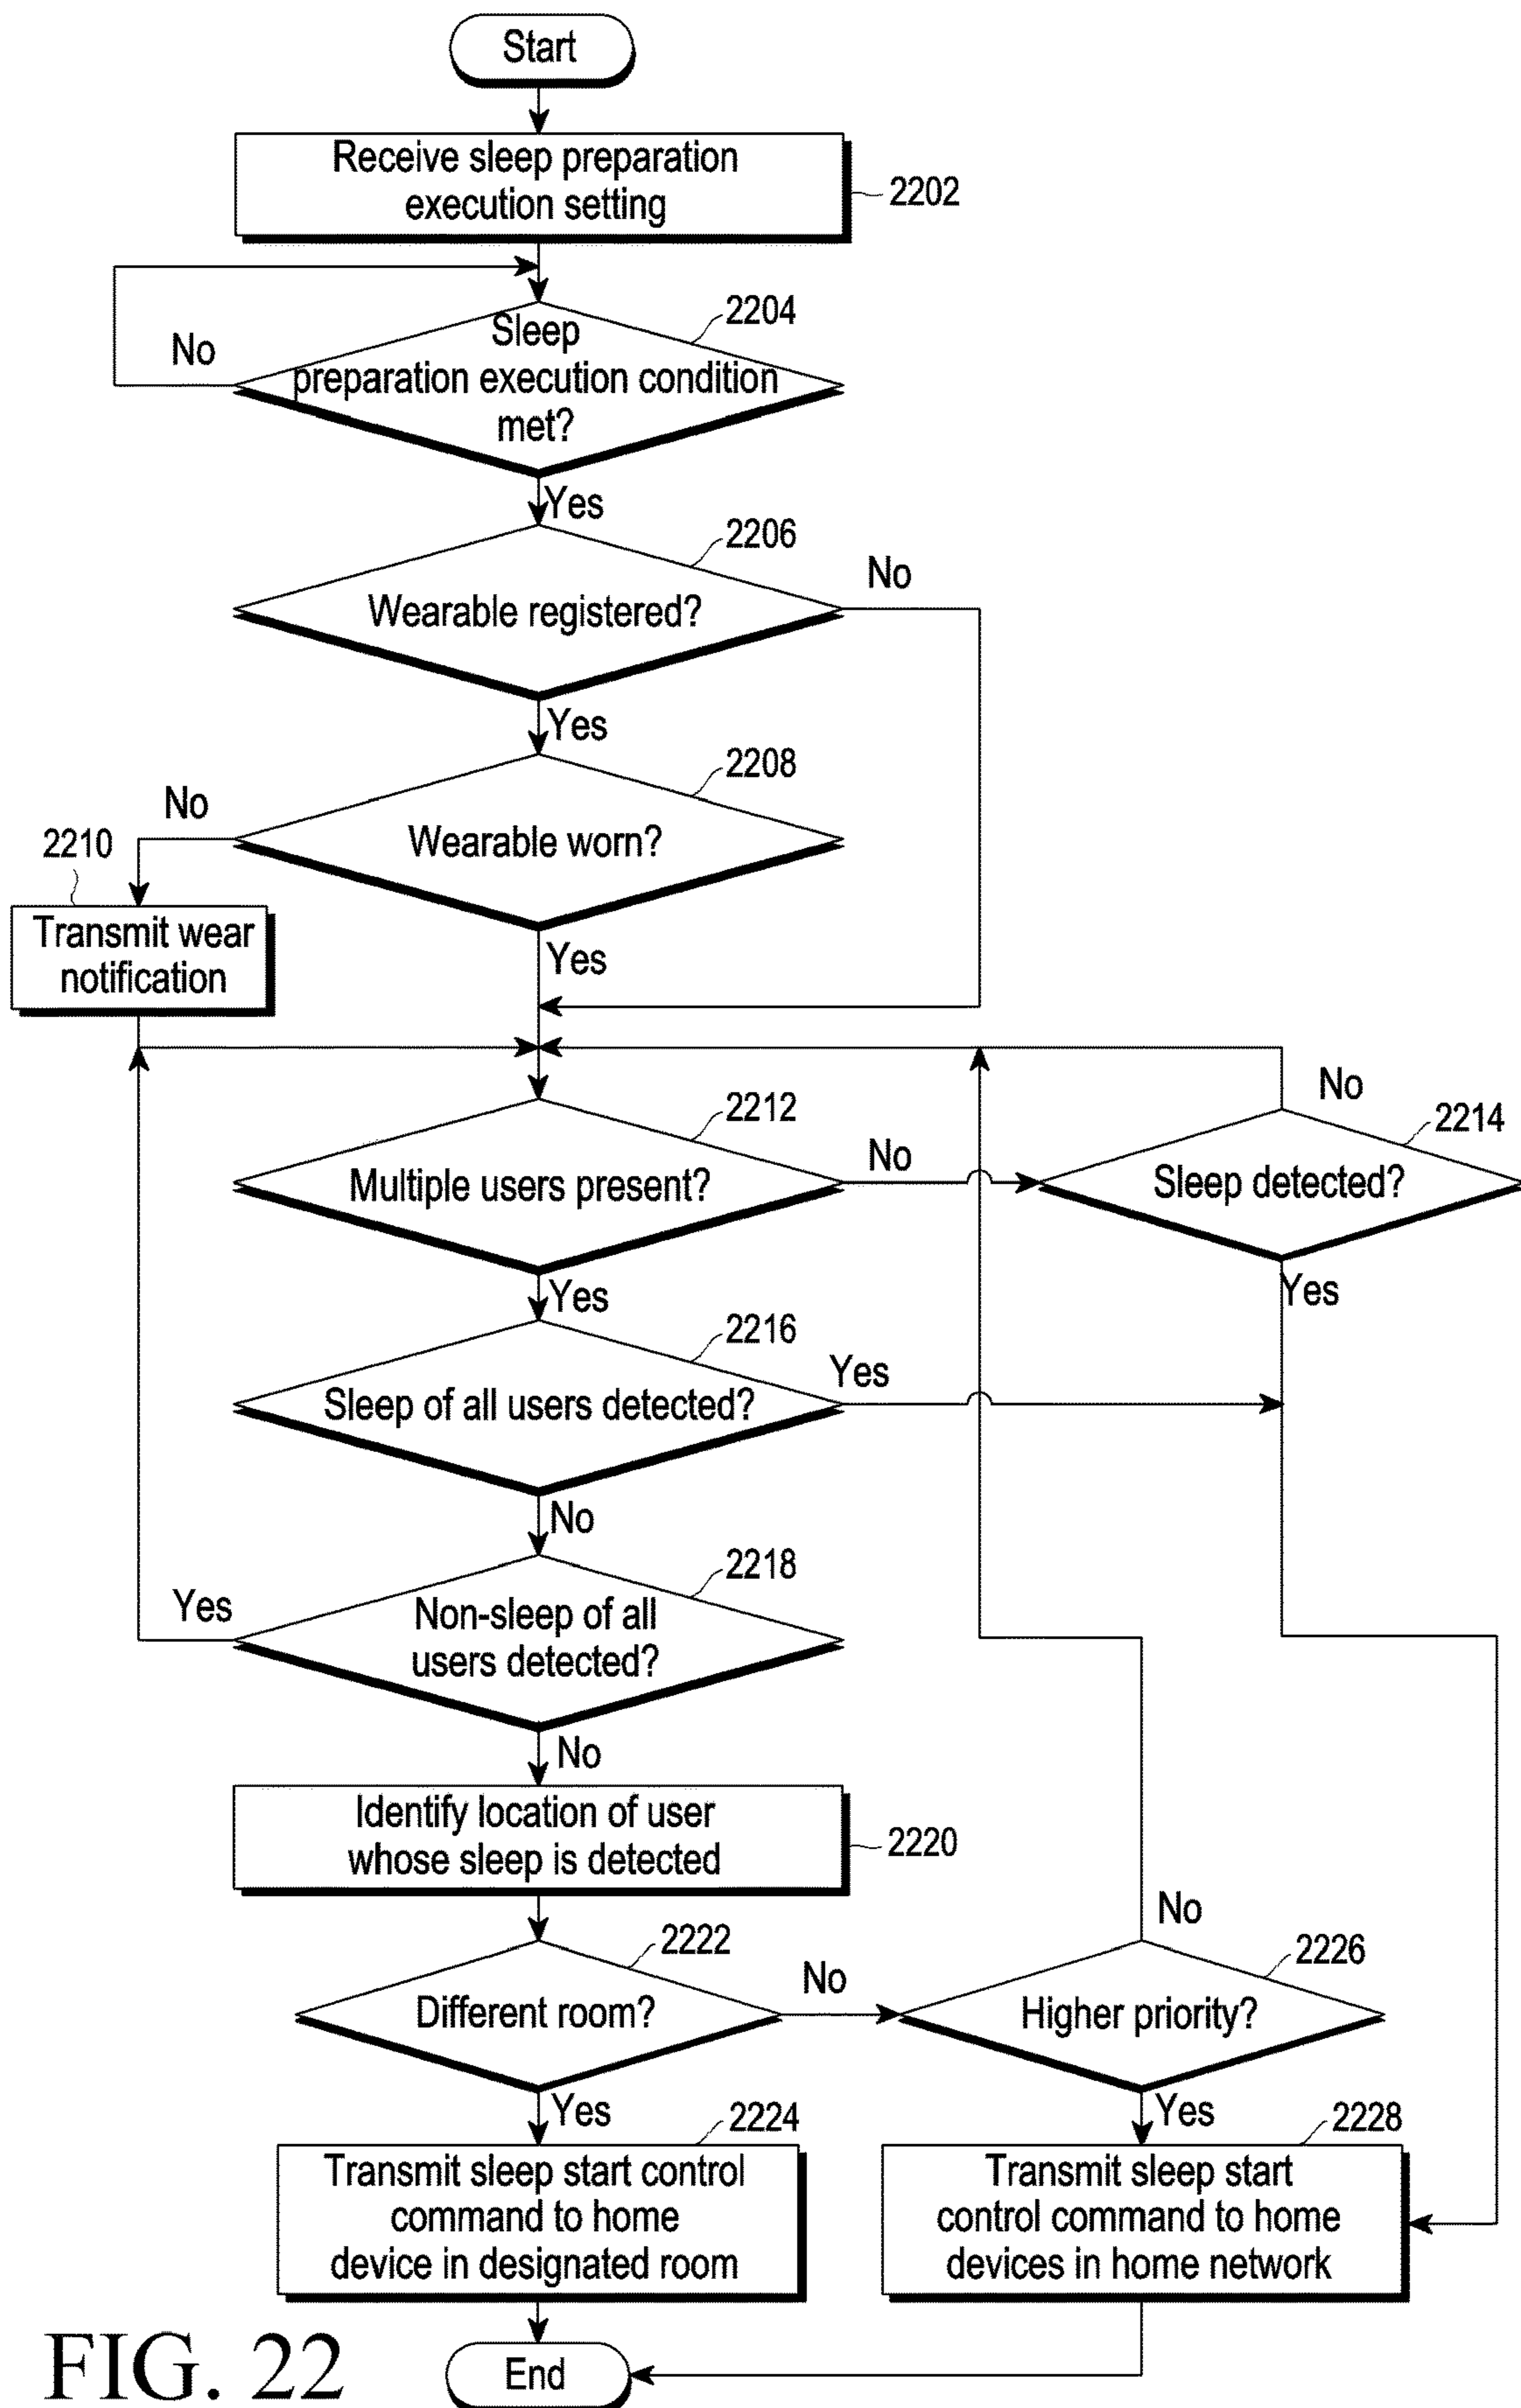 Start
Receive sleep preparation
execution setting
2202
2204
Sleep
preparation execution condition
met?
No
Yes
2206
Wearable registered?
No
Yes
2208
Wearable worn?
No
2210
Transmit wear
notification
Yes
2212
Multiple users present?
No
No
2214
Sleep detected?
Yes
Yes
2216
Sleep of all users detected?
Yes
No
2218
Non-sleep of all
users detected?
Yes
No
Identify location of user
whose sleep is detected
2220
2222
Different room?
No
No
2226
Higher priority?
Yes
2224
Transmit sleep start control
command to home
device in designated room
Yes
2228
Transmit sleep start
control command to home
devices in home network
End
FIG. 22